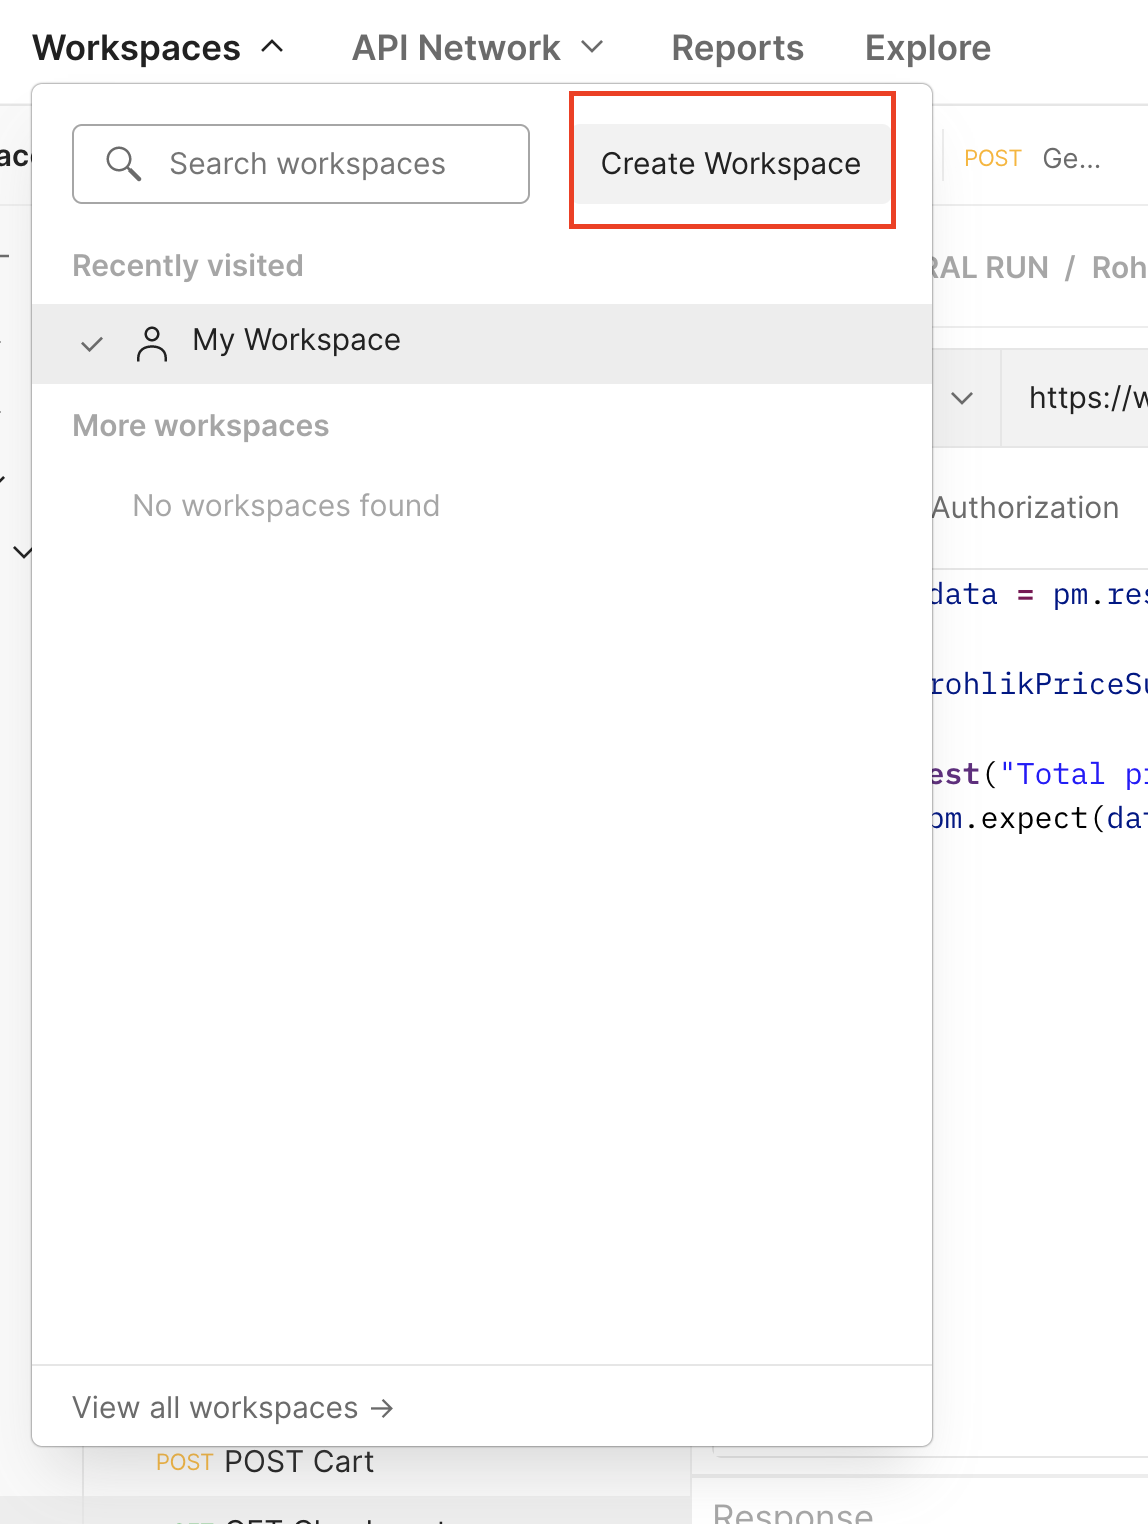 Workspaces API Network Reports Explore
Search workspaces
Create Workspace
POST Ge...
Recently visited
RAL RUN / Roh
My Workspace
https://w
More workspaces
No workspaces found
Authorization
data = pm.res
rohlikPriceSu
est("Total pr
pm.expect(dat
View all workspaces →
POST POST Cart
Response